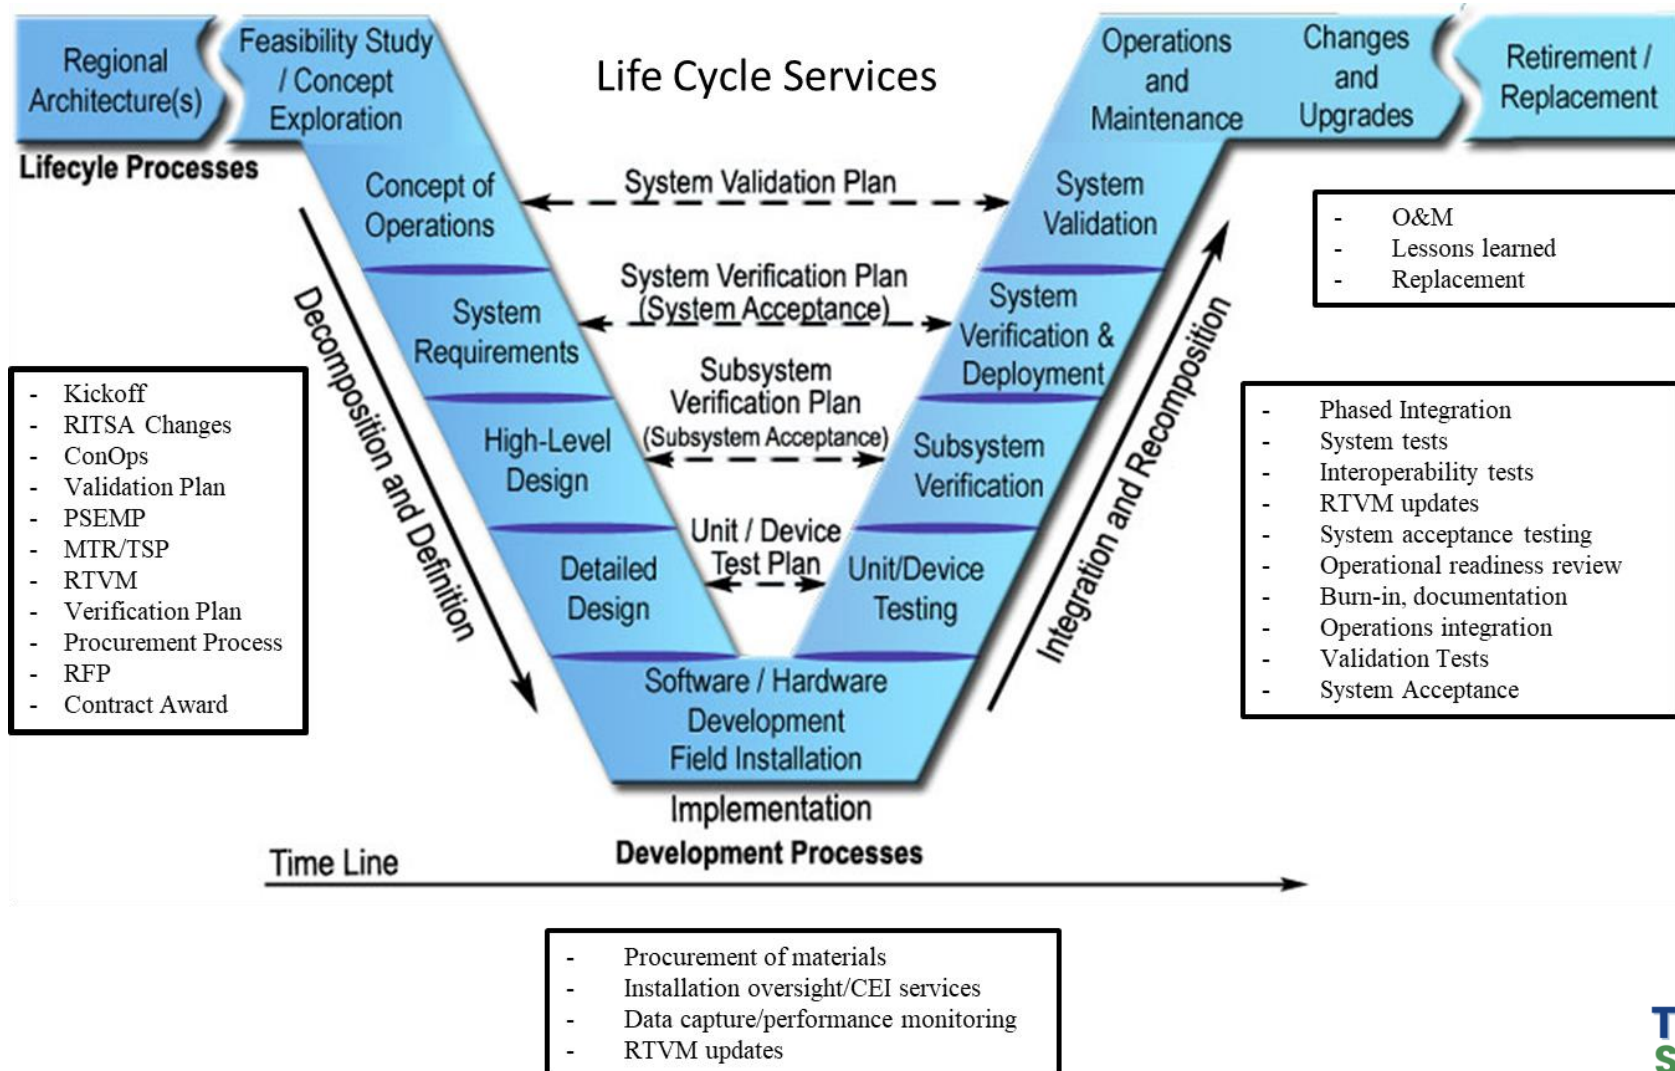 Life Cycle Services
Regional
Architecture(s)
Feasibility Study
/ Concept
Exploration
Operations
and
Maintenance
Changes
and
Upgrades
Retirement /
Replacement
Lifecyle Processes
Concept of
Operations
System Validation Plan
System
Validation
System
Requirements
System Verification Plan
(System Acceptance)
System
Verification &
Deployment
High-Level
Design
Subsystem
Verification Plan
(Subsystem Acceptance)
Subsystem
Verification
Detailed
Design
Unit / Device
Test Plan
Unit/Device
Testing
Decomposition and Definition
Integration and Recomposition
Software / Hardware
Development
Field Installation
Implementation
Development Processes
Time Line
- Kickoff
- RITSA Changes
- ConOps
- Validation Plan
- PSEMP
- MTR/TSP
- RTVM
- Verification Plan
- Procurement Process
- RFP
- Contract Award
- O&M
- Lessons learned
- Replacement
- Phased Integration
- System tests
- Interoperability tests
- RTVM updates
- System acceptance testing
- Operational readiness review
- Burn-in, documentation
- Operations integration
- Validation Tests
- System Acceptance
- Procurement of materials
- Installation oversight/CEI services
- Data capture/performance monitoring
- RTVM updates
T
S